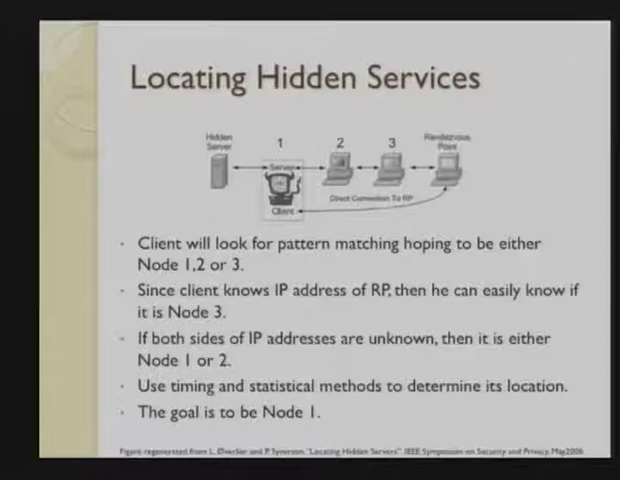 Locating Hidden Services
Hidden
Server
1
2
3
Rendezvous
Point
Server
Direct Connection To RP
Client
· Client will look for pattern matching hoping to be either
Node 1,2 or 3.
· Since client knows IP address of RP, then he can easily know if
it is Node 3.
· If both sides of IP addresses are unknown, then it is either
Node 1 or 2.
· Use timing and statistical methods to determine its location.
· The goal is to be Node 1.
Figure regenerated from L. Overlier and P. Syverson. "Locating Hidden Servers". IEEE Symposium on Security and Privacy, May2006